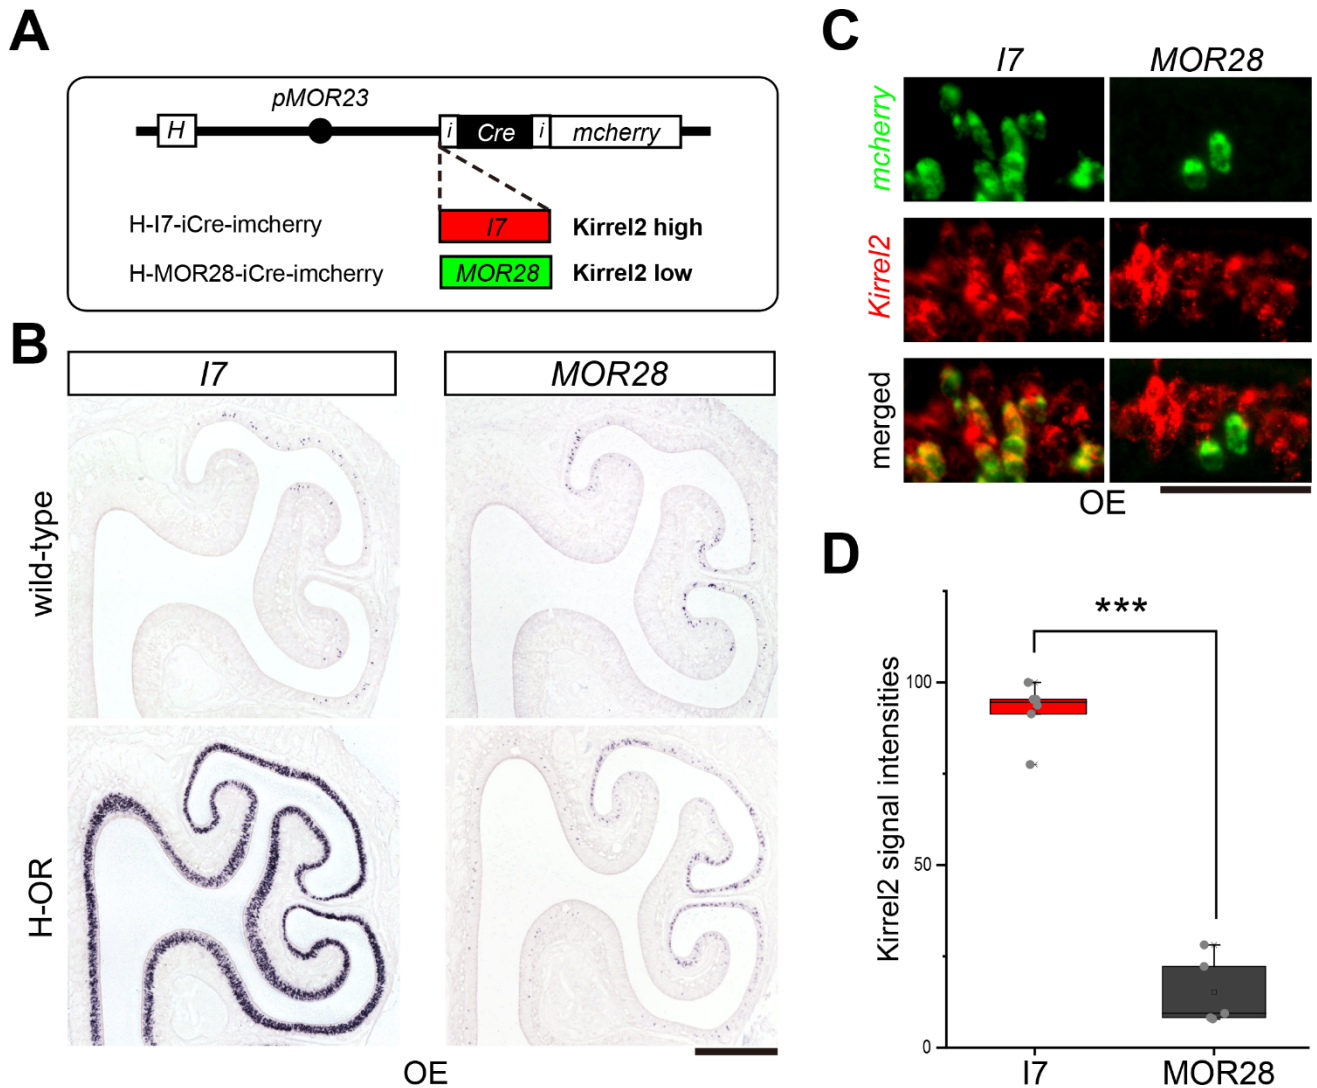 A
pMOR23
H
i Cre i mcherry
H-I7-iCre-imcherry
I7
Kirrel2 high
H-MOR28-iCre-imcherry
MOR28
Kirrel2 low
B
I7
MOR28
wild-type
H-OR
OE
C
I7
MOR28
mcherry
Kirrel2
merged
OE
D
***
Kirrel2 signal intensities
100
50
0
I7
MOR28